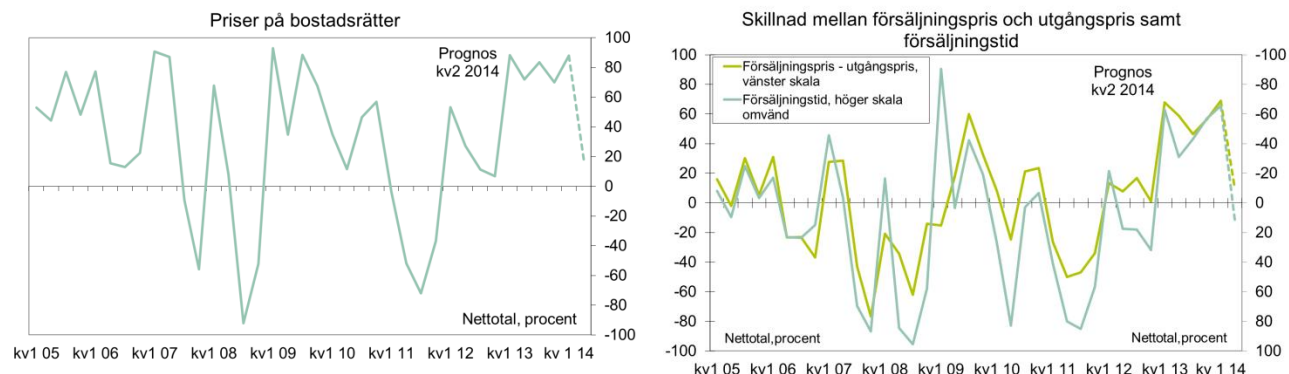 Priser på bostadsrätter
Prognos
kv2 2014
100
80
60
40
20
0
-20
-40
-60
-80
-100
Nettotal, procent
kv1 05 kv1 06 kv1 07 kv1 08 kv1 09 kv1 10 kv1 11 kv1 12 kv1 13 kv 1 14
Skillnad mellan försäljningspris och utgångspris samt
försäljningstid
Försäljningspris - utgångspris,
vänster skala
Försäljningstid, höger skala
omvänd
Prognos
kv2 2014
100
80
60
40
20
0
-20
-40
-60
-80
-100
-100
-80
-60
-40
-20
0
20
40
60
80
100
Nettotal,procent
Nettotal,procent
kv1 05 kv1 06 kv1 07 kv1 08 kv1 09 kv1 10 kv1 11 kv1 12 kv1 13 kv 1 14